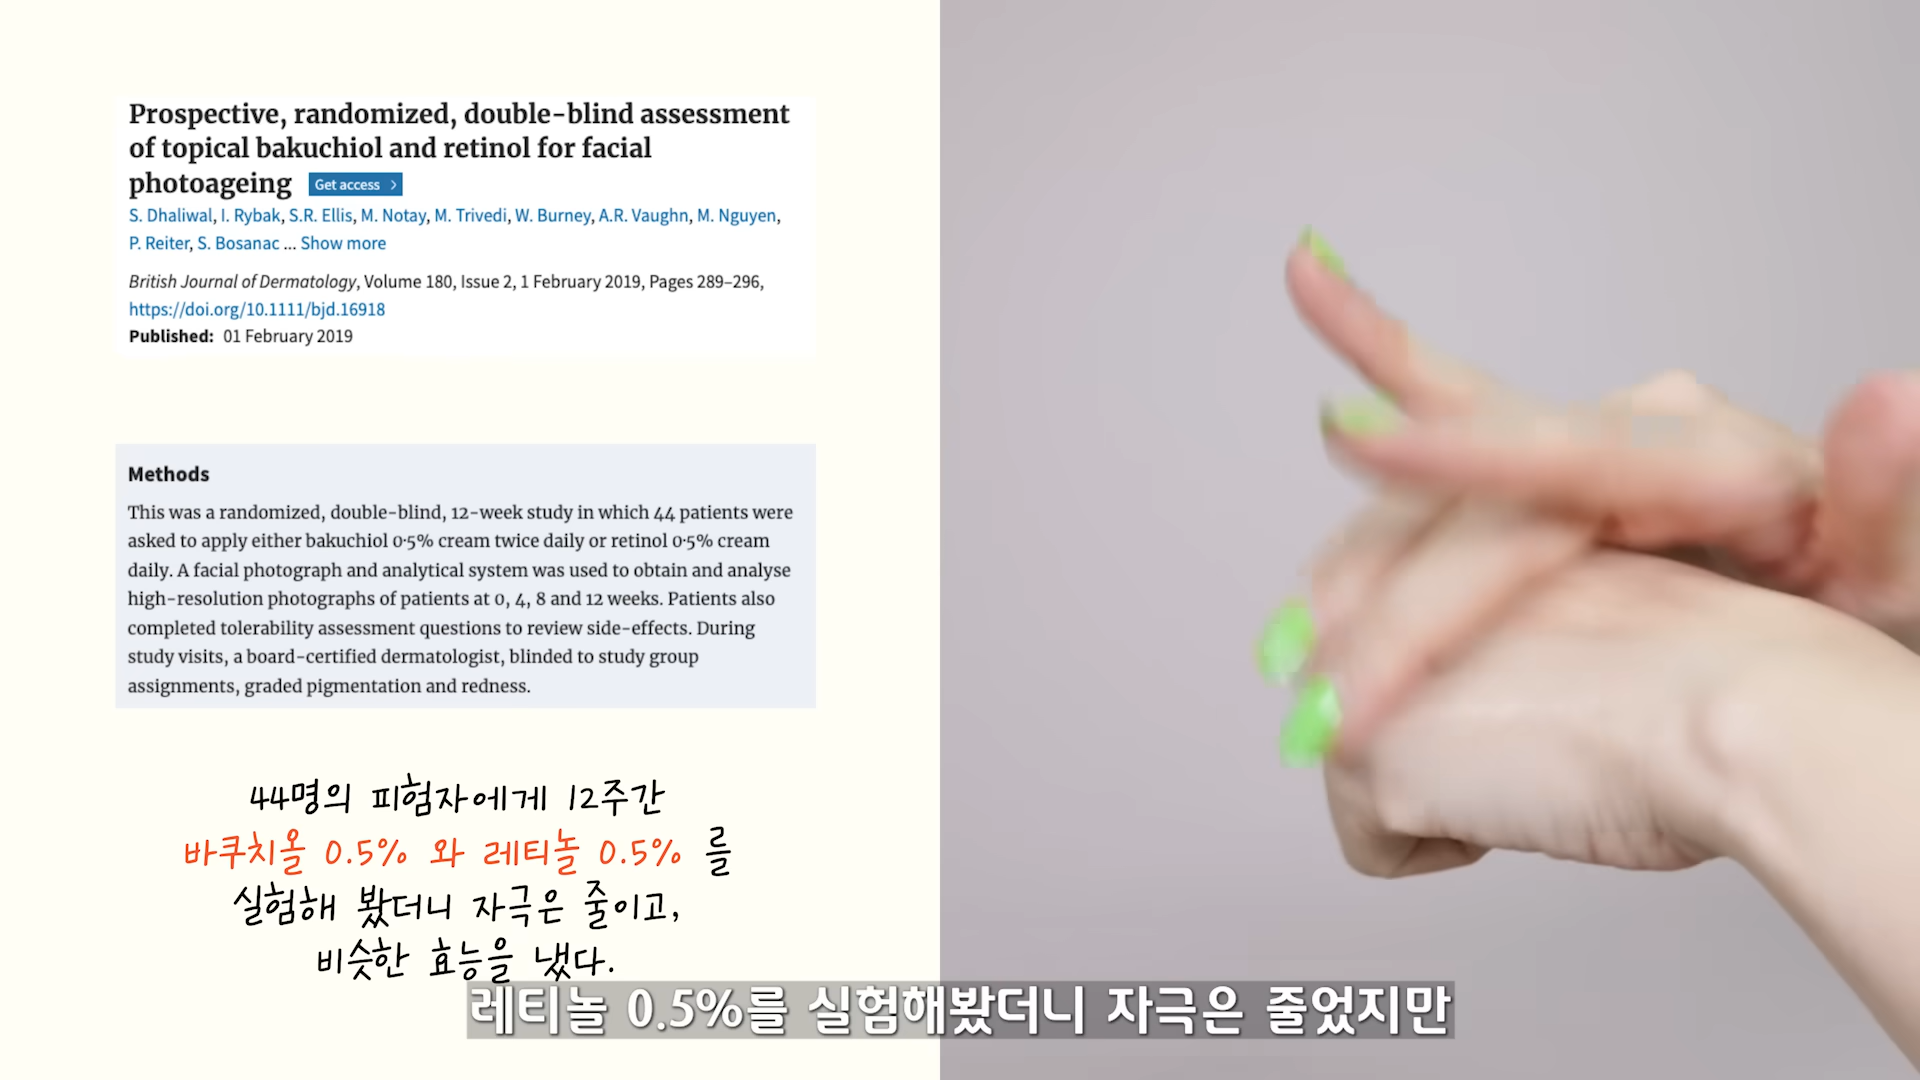 Prospective, randomized, double-blind assessment
of topical bakuchiol and retinol for facial
photoageing Get access >
S. Dhaliwal, I. Rybak, S.R. Ellis, M. Notay, M. Trivedi, W. Burney, A.R. Vaughn, M. Nguyen,
P. Reiter, S. Bosanac ... Show more
British Journal of Dermatology, Volume 180, Issue 2, 1 February 2019, Pages 289–296,
https://doi.org/10.1111/bjd.16918
Published: 01 February 2019
Methods
This was a randomized, double-blind, 12-week study in which 44 patients were
asked to apply either bakuchiol 0·5% cream twice daily or retinol 0·5% cream
daily. A facial photograph and analytical system was used to obtain and analyse
high-resolution photographs of patients at 0, 4, 8 and 12 weeks. Patients also
completed tolerability assessment questions to review side-effects. During
study visits, a board-certified dermatologist, blinded to study group
assignments, graded pigmentation and redness.
44명의 피험자에게 12주간
바쿠치올 0.5% 와 레티놀 0.5% 를
실험해 봤더니 자극은 줄이고,
비슷한 효능을 냈다.
레티놀 0.5%를 실험해봤더니 자극은 줄었지만